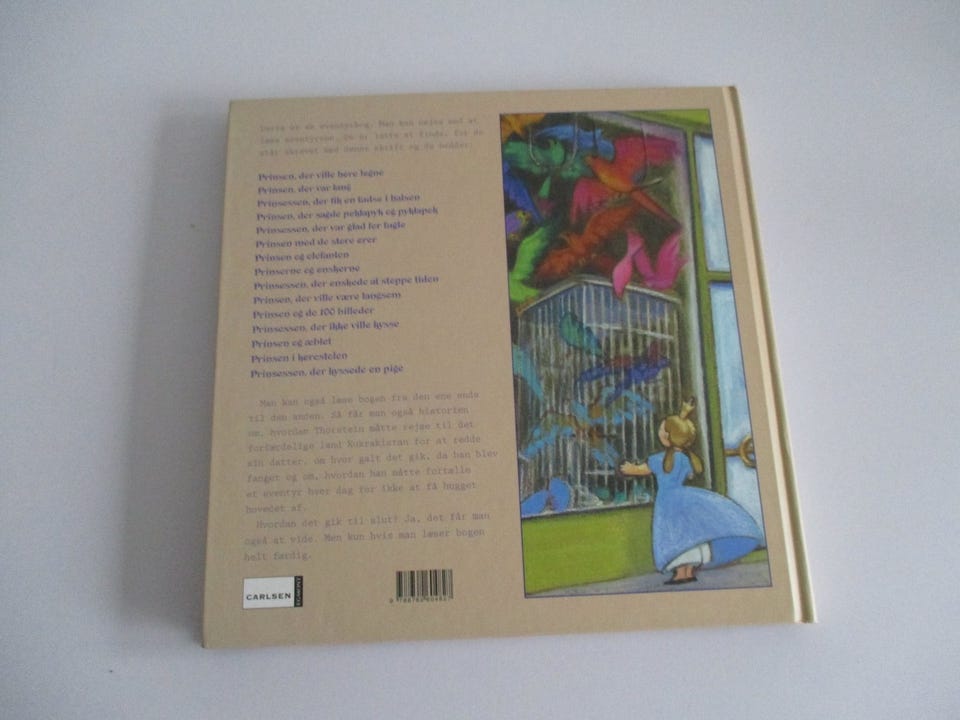 Dette er en eventyrbog. Man kan nøjes med at
læse eventyrene. De er lette at finde, for de
står skrevet med denne skrift og de hedder:
Prinsen, der ville høre løgne
Prinsen, der var lang
Prinsessen, der fik en tudse i halsen
Prinsen, der sagde peklapyk og pyklapek
Prinsessen, der var glad for fugle
Prinsen med de store ører
Prinsen og elefanten
Prinserne og ønskerne
Prinsessen, der ønskede at stoppe tiden
Prinsen, der ville være langsom
Prinsen og de 100 billeder
Prinsessen, der ikke ville kysse
Prinsen og æblet
Prinsen i kørestolen
Prinsessen, der kyssede en pige
Man kan også læse bogen fra den ene ende
til den anden. Så får man også historien
om, hvordan Thorstein måtte rejse til det
forfærdelige land Kukrakistan for at redde
sin datter, om hvor galt det gik, da han blev
fanget og om, hvordan han måtte fortælle
et eventyr hver dag for ikke at få hugget
hovedet af.
Hvordan det gik til slut? Ja, det får man
også at vide. Men kun hvis man læser bogen
helt færdig.
CARLSEN
EGMONT